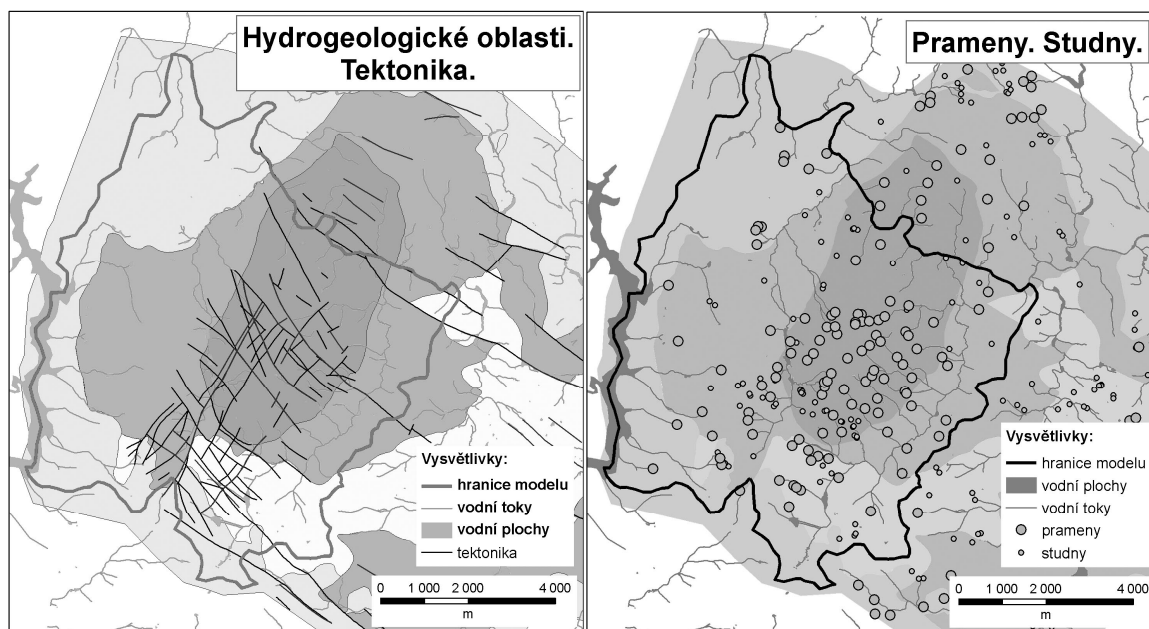 Hydrogeologické oblasti.
Tektonika.
Vysvětlivky:
hranice modelu
vodní toky
vodní plochy
tektonika
0 1 000 2 000 4 000
m
Prameny. Studny.
Vysvětlivky:
hranice modelu
vodní plochy
vodní toky
prameny
studny
0 1 000 2 000 4 000
m